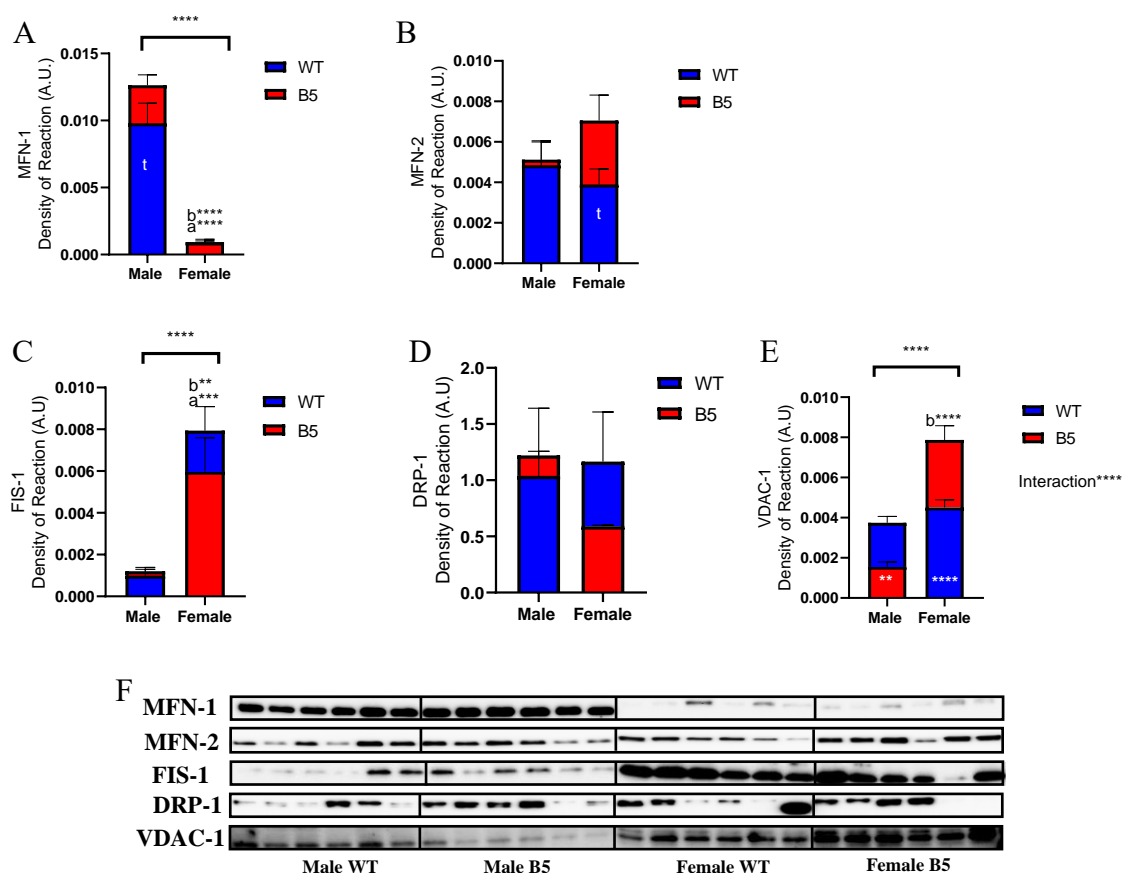 A
****
MFN-1
Density of Reaction (A.U.)
0.015
0.010
0.005
0.000
t
b****
a****
Male
Female
WT
B5
B
MFN-2
Density of Reaction (A.U.)
0.010
0.008
0.006
0.004
0.002
0.000
t
Male
Female
WT
B5
C
****
FIS-1
Density of Reaction (A.U)
0.010
0.008
0.006
0.004
0.002
0.000
b**
a***
Male
Female
WT
B5
D
DRP-1
Density of Reaction (A.U)
2.0
1.5
1.0
0.5
0.0
Male
Female
WT
B5
E
****
VDAC-1
Density of Reaction (A.U)
0.010
0.008
0.006
0.004
0.002
0.000
b****
**
****
Male
Female
WT
B5
Interaction****
F
MFN-1
MFN-2
FIS-1
DRP-1
VDAC-1
Male WT
Male B5
Female WT
Female B5